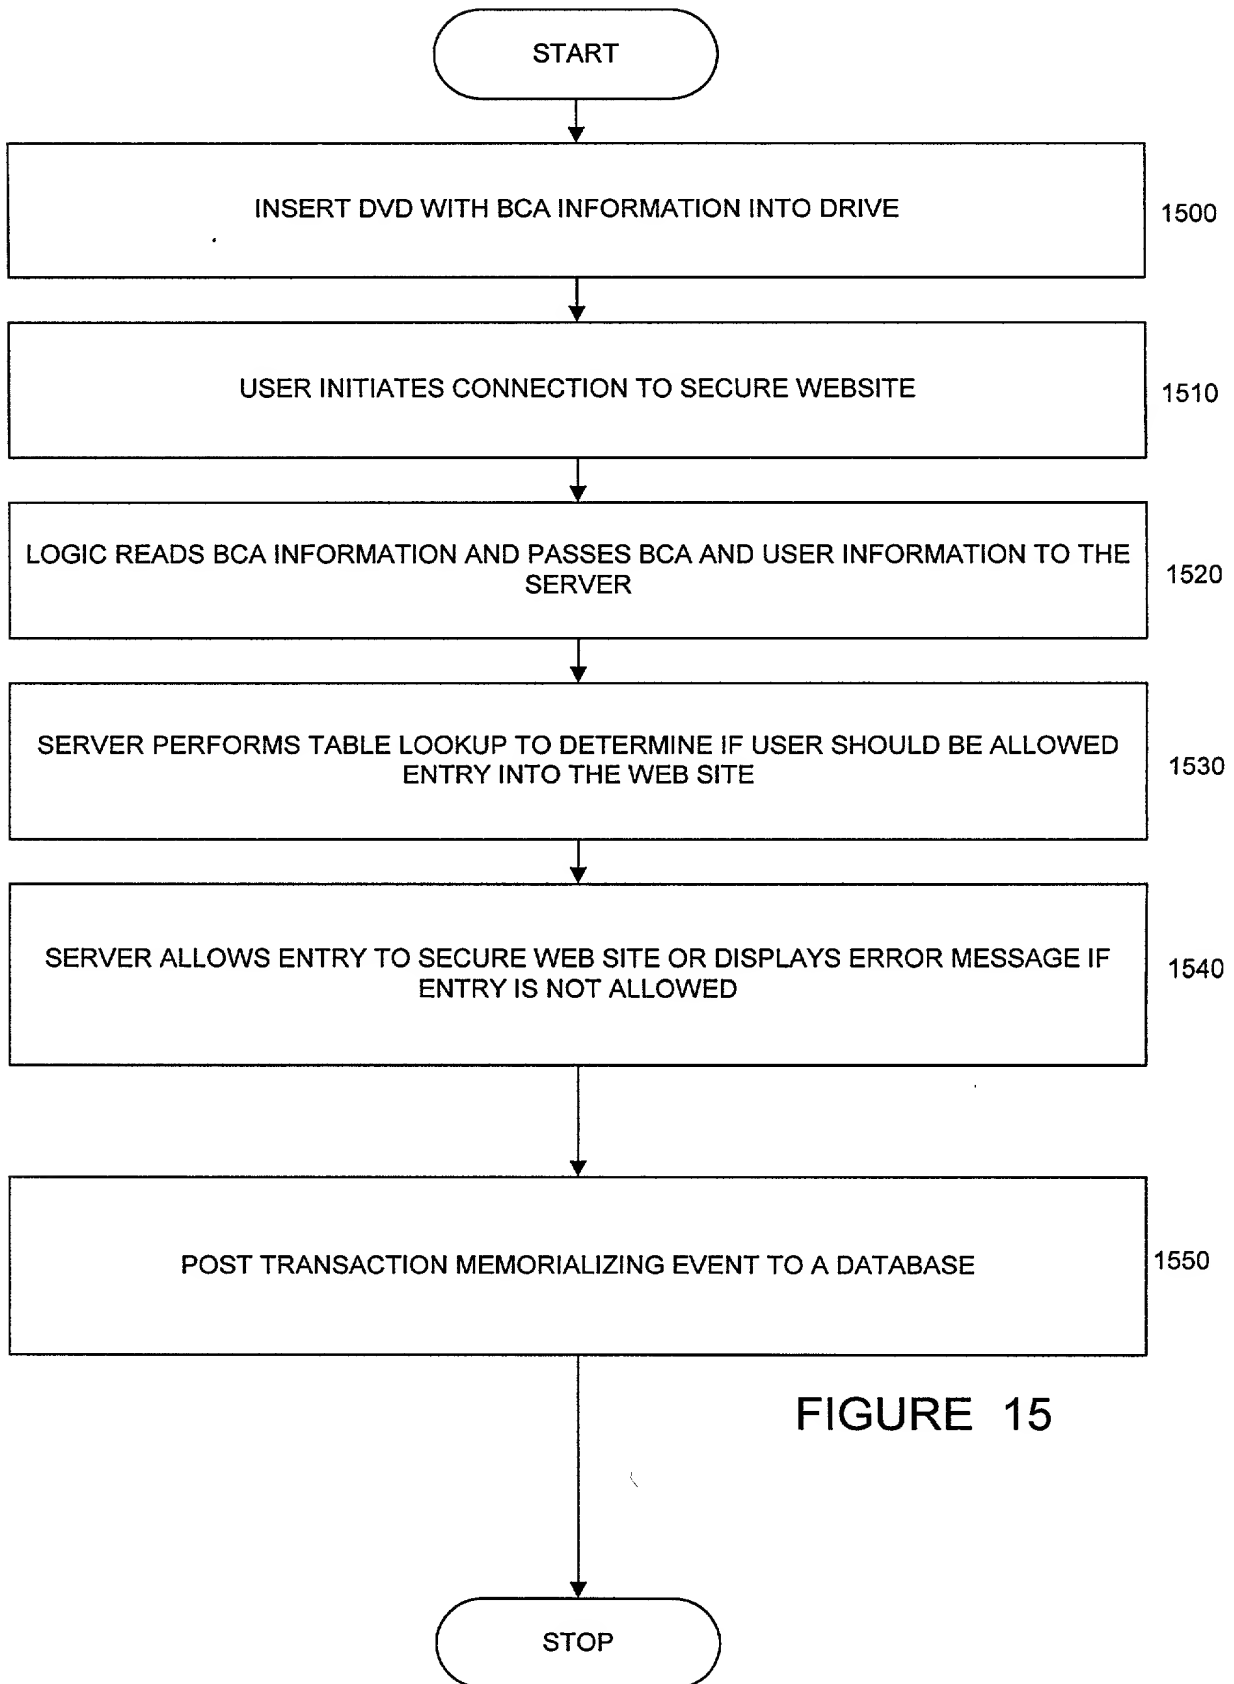 START
INSERT DVD WITH BCA INFORMATION INTO DRIVE
1500
USER INITIATES CONNECTION TO SECURE WEBSITE
1510
LOGIC READS BCA INFORMATION AND PASSES BCA AND USER INFORMATION TO THE
SERVER
1520
SERVER PERFORMS TABLE LOOKUP TO DETERMINE IF USER SHOULD BE ALLOWED
ENTRY INTO THE WEB SITE
1530
SERVER ALLOWS ENTRY TO SECURE WEB SITE OR DISPLAYS ERROR MESSAGE IF
ENTRY IS NOT ALLOWED
1540
POST TRANSACTION MEMORIALIZING EVENT TO A DATABASE
1550
FIGURE 15
STOP